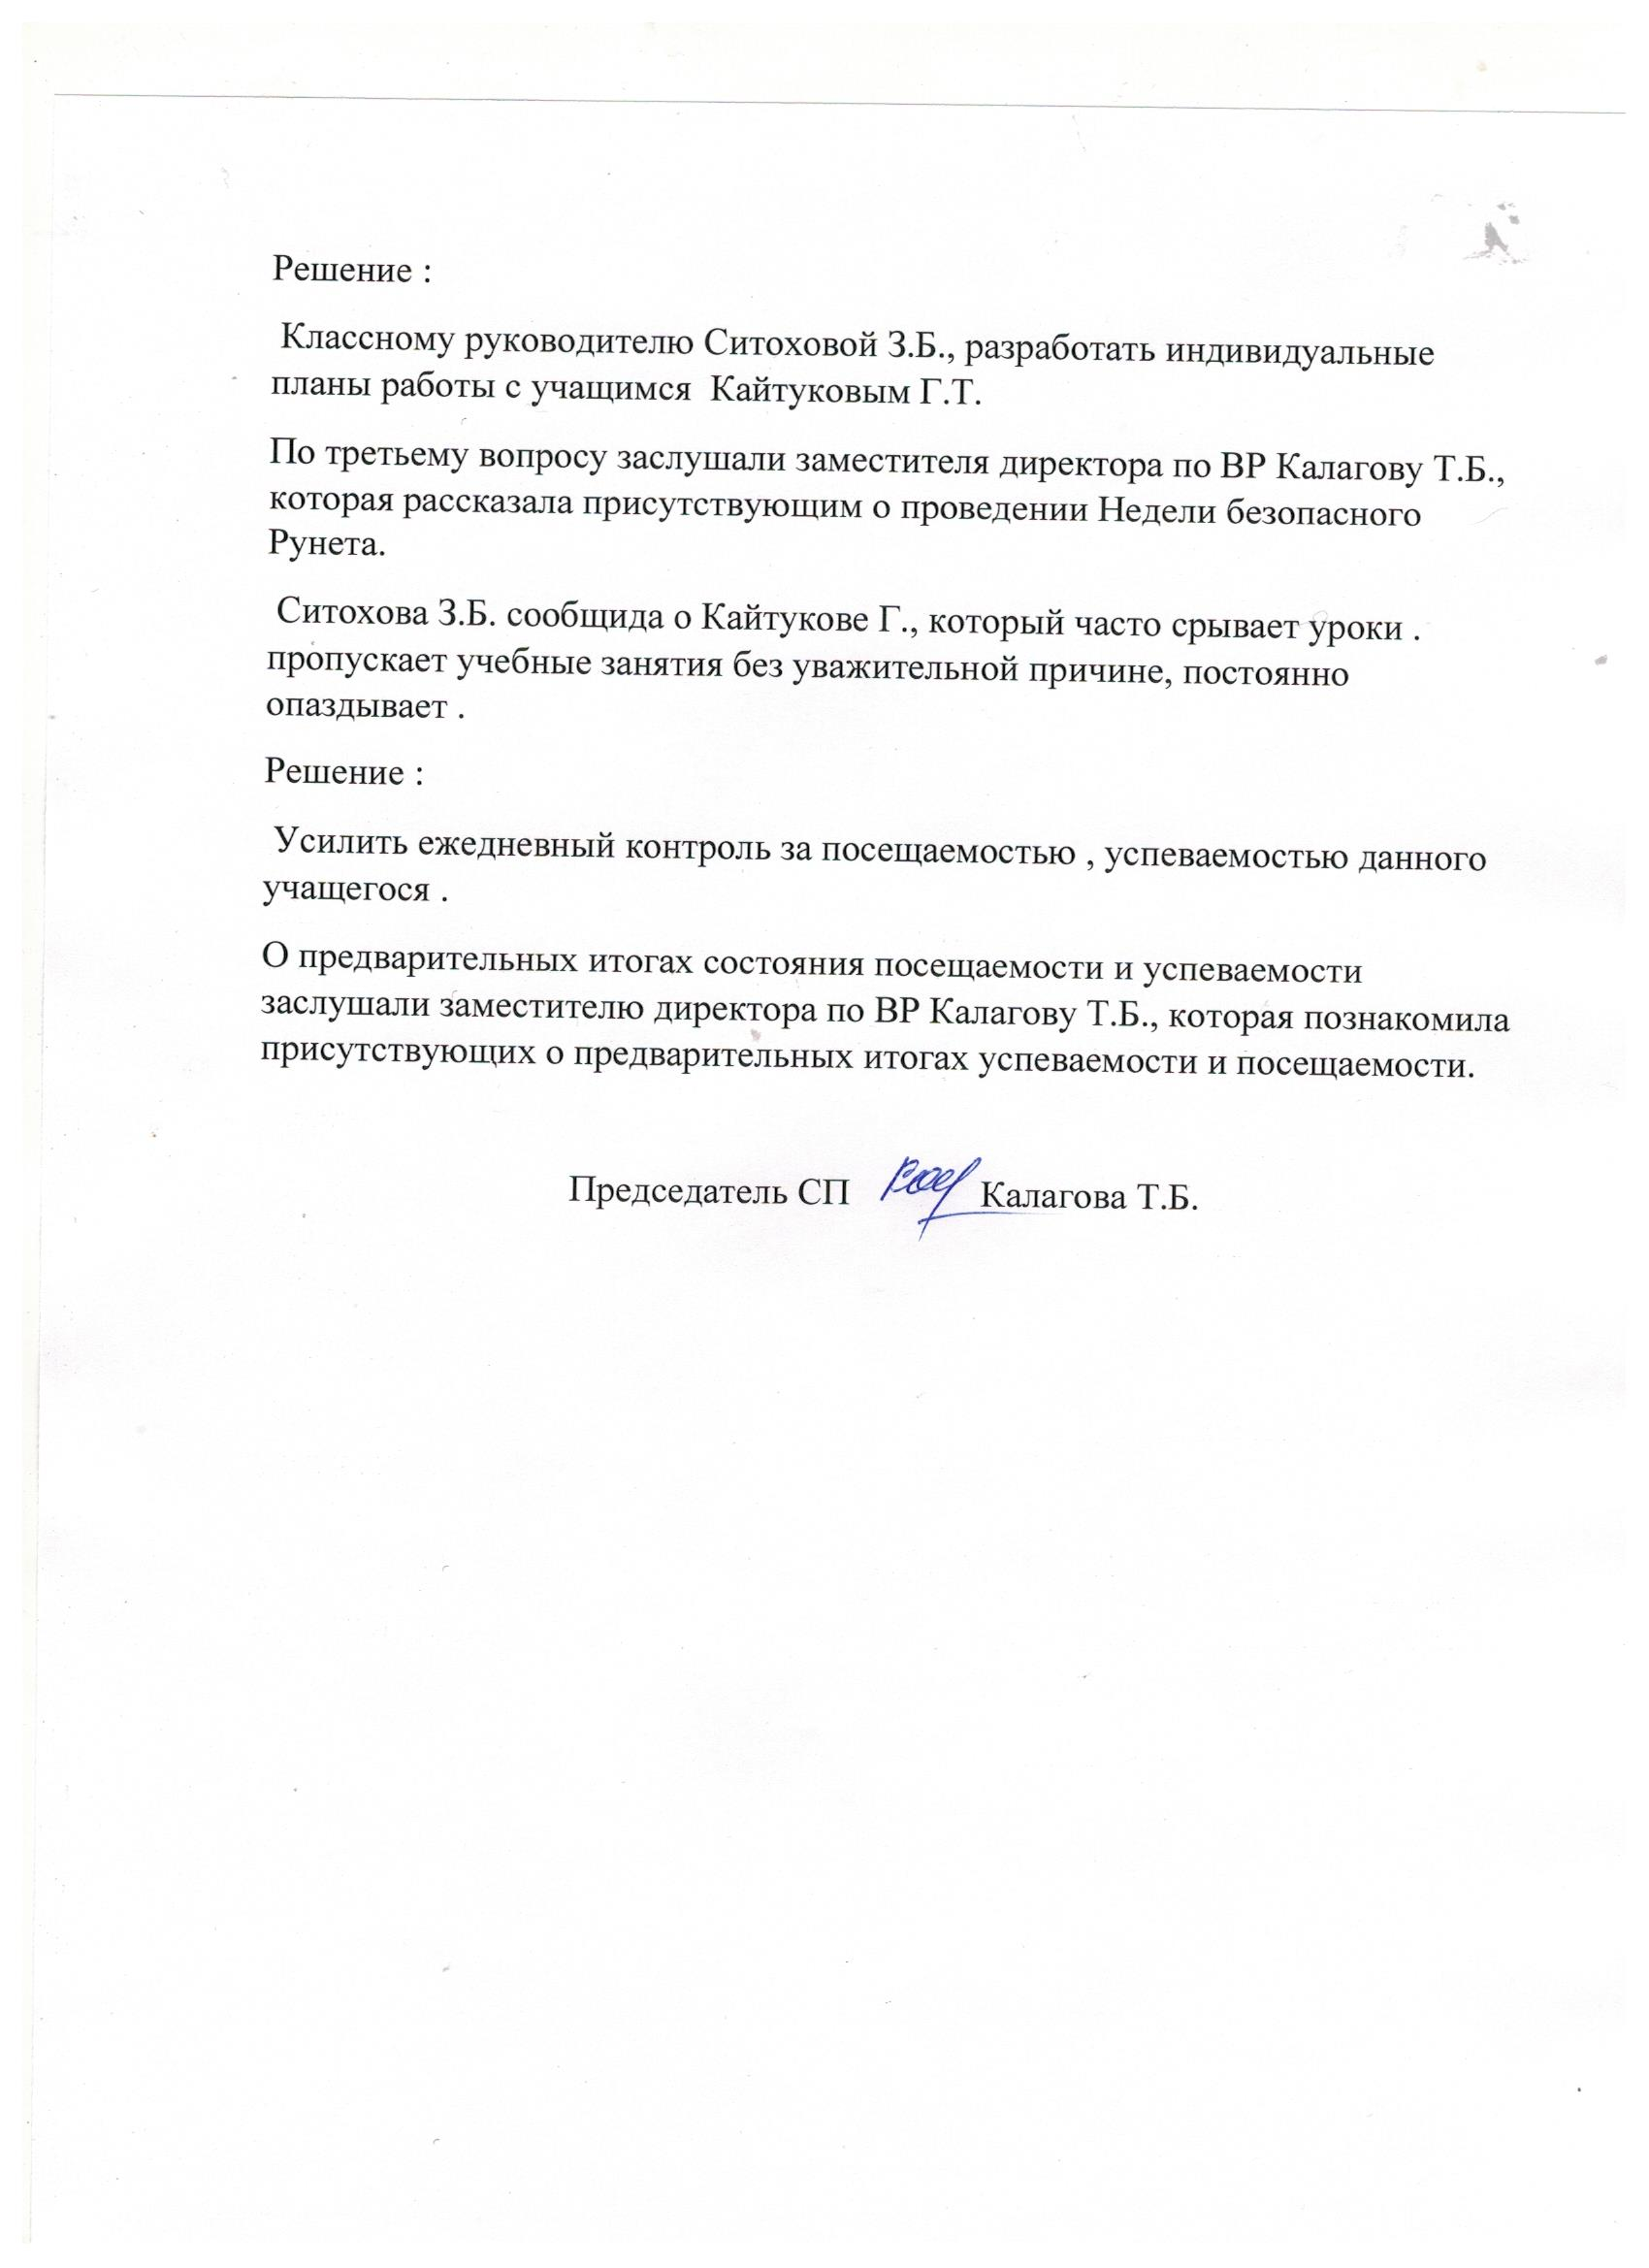 Решение :
Классному руководителю Ситоховой З.Б., разработать индивидуальные
планы работы с учащимся Кайтуковым Г.Т.
По третьему вопросу заслушали заместителя директора по ВР Калагову Т.Б.,
которая рассказала присутствующим о проведении Недели безопасного
Рунета.
Ситохова З.Б. сообщида о Кайтукове Г., который часто срывает уроки .
пропускает учебные занятия без уважительной причине, постоянно
опаздывает .
Решение :
Усилить ежедневный контроль за посещаемостью , успеваемостью данного
учащегося .
О предварительных итогах состояния посещаемости и успеваемости
заслушали заместителю директора по ВР Калагову Т.Б., которая познакомила
присутствующих о предварительных итогах успеваемости и посещаемости.
Председатель СП Калагова Т.Б.